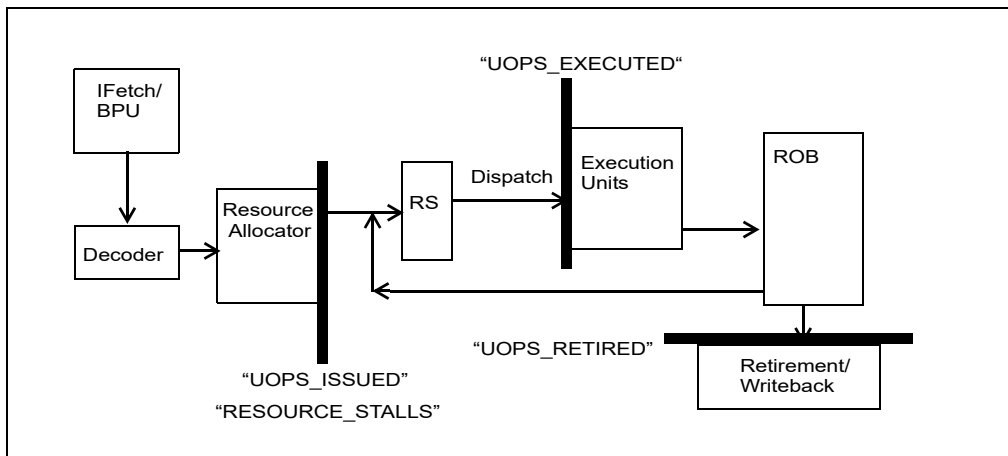 “UOPS_EXECUTED“
IFetch/
BPU
Dispatch
Execution
Units
ROB
RS
Resource
Allocator
Decoder
“UOPS_RETIRED”
Retirement/
Writeback
“UOPS_ISSUED”
“RESOURCE_STALLS”